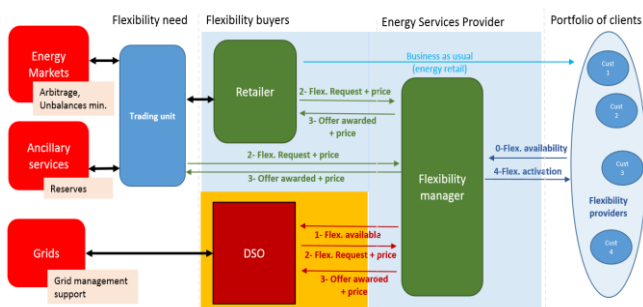 Flexibility need
Flexibility buyers
Energy Services Provider
Portfolio of clients
Energy
Markets
Arbitrage,
Unbalances min.
Ancillary
services
Reserves
Grids
Grid management
support
Trading unit
Retailer
DSO
Business as usual
(energy retail)
2- Flex. Request + price
3- Offer awarded
+ price
2- Flex. Request + price
3- Offer awarded + price
1- Flex. available
2- Flex. Request + price
3- Offer awarded
+ price
Flexibility
manager
0-Flex. availability
4-Flex. activation
Cust
1
Cust
2
Cust
3
Flexibility
providers
Cust
4